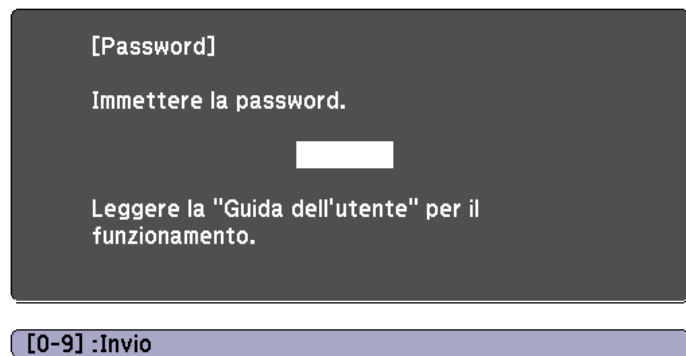 [Password]
Immettere la password.
Leggere la "Guida dell'utente" per il
funzionamento.
[0-9] :Invio